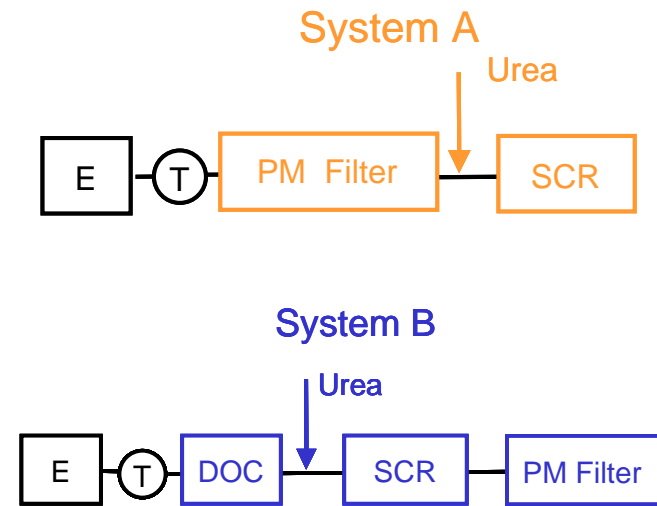 System A
Urea
E
T
PM Filter
SCR
System B
Urea
E
T
DOC
SCR
PM Filter